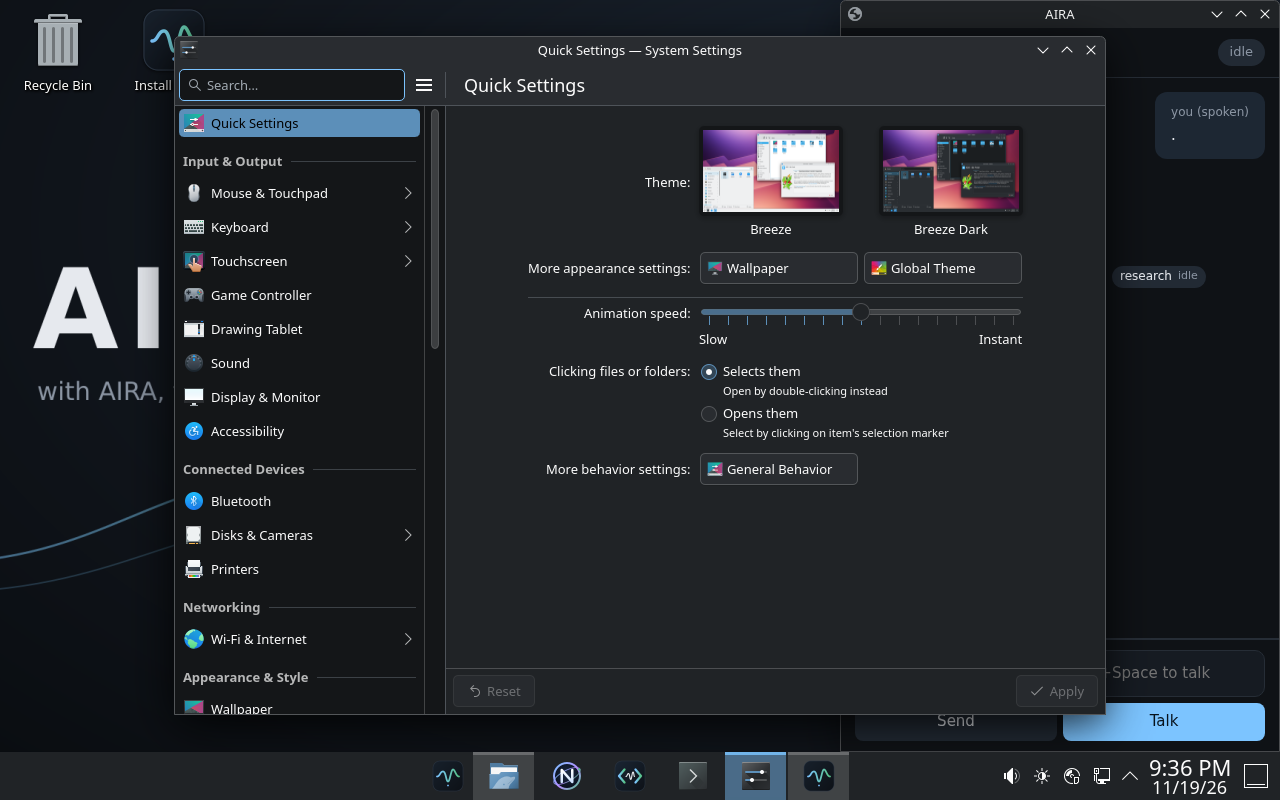 Recycle Bin
Install
AIRA
idle
you (spoken)
.
research idle
Space to talk
Send
Talk
AI
with AIRA,
Quick Settings — System Settings
Search...
Quick Settings
Quick Settings
Input & Output
Mouse & Touchpad
Keyboard
Touchscreen
Game Controller
Drawing Tablet
Sound
Display & Monitor
Accessibility
Connected Devices
Bluetooth
Disks & Cameras
Printers
Networking
Wi-Fi & Internet
Appearance & Style
Wallpaper
Theme:
Breeze
Breeze Dark
More appearance settings:
Wallpaper
Global Theme
Animation speed:
Slow
Instant
Clicking files or folders:
Selects them
Open by double-clicking instead
Opens them
Select by clicking on item's selection marker
More behavior settings:
General Behavior
Reset
Apply
9:36 PM
11/19/26